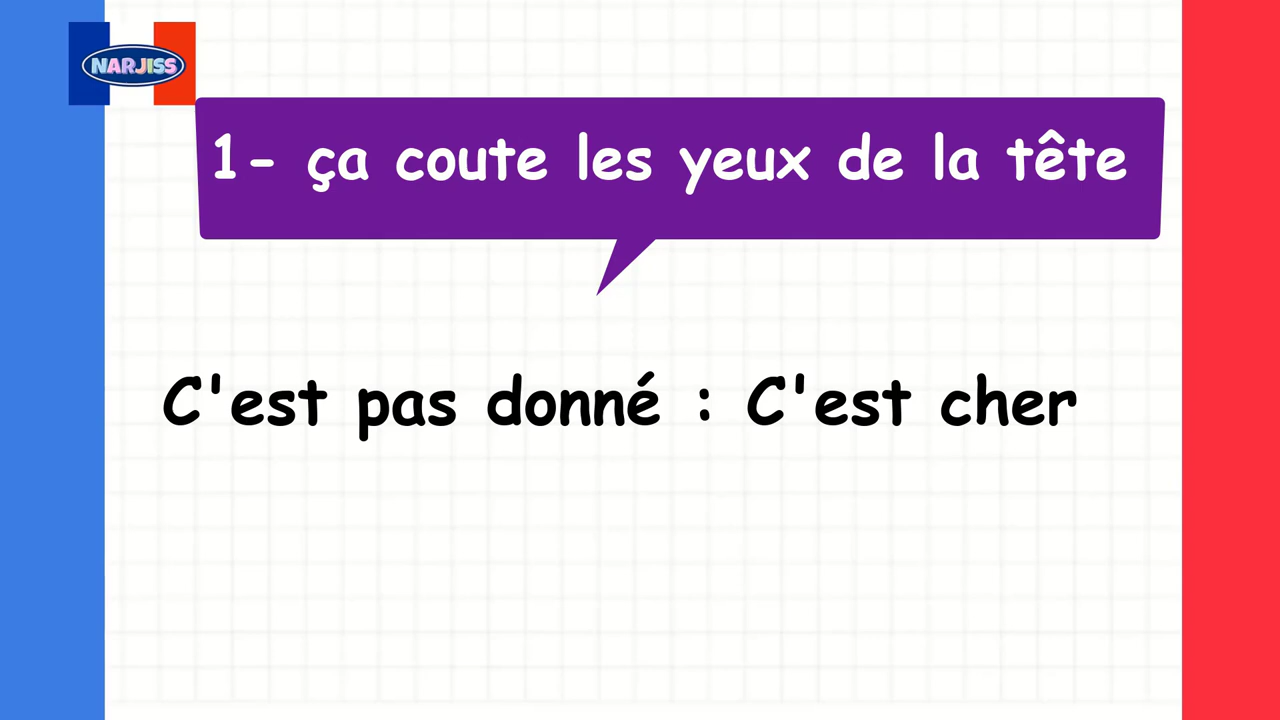 NARJISS
1- ça coute les yeux de la tête
C'est pas donné : C'est cher